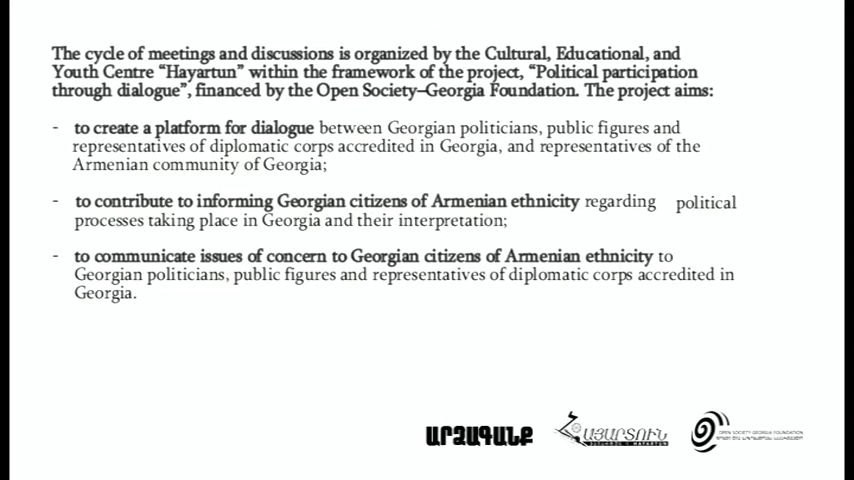 The cycle of meetings and discussions is organized by the Cultural, Educational, and
Youth Centre “Hayartun” within the framework of the project, “Political participation
through dialogue”, financed by the Open Society–Georgia Foundation. The project aims:
- to create a platform for dialogue between Georgian politicians, public figures and
representatives of diplomatic corps accredited in Georgia, and representatives of the
Armenian community of Georgia;
- to contribute to informing Georgian citizens of Armenian ethnicity regarding political
processes taking place in Georgia and their interpretation;
- to communicate issues of concern to Georgian citizens of Armenian ethnicity to
Georgian politicians, public figures and representatives of diplomatic corps accredited in
Georgia.
ԱՐՁԱԳԱՆՔ
ՀԱՅԱՐՏՈՒՆ
OPEN SOCIETY GEORGIA FOUNDATION